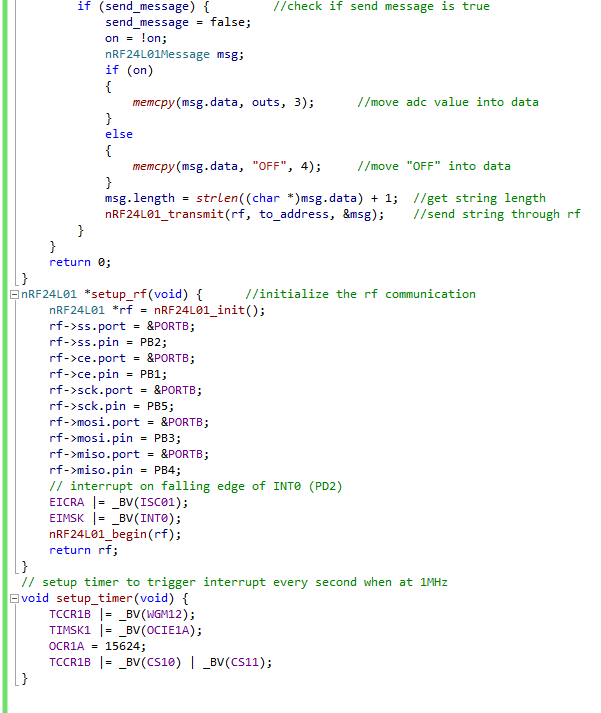 if (send_message) {         //check if send message is true
send_message = false;
on = !on;
nRF24L01Message msg;
if (on)
{
memcpy(msg.data, outs, 3);      //move adc value into data
}
else
{
memcpy(msg.data, "OFF", 4);     //move "OFF" into data
}
msg.length = strlen((char *)msg.data) + 1;  //get string length
nRF24L01_transmit(rf, to_address, &msg);    //send string through rf
}
}
return 0;
}
nRF24L01 *setup_rf(void) {      //initialize the rf communication
nRF24L01 *rf = nRF24L01_init();
rf->ss.port = &PORTB;
rf->ss.pin = PB2;
rf->ce.port = &PORTB;
rf->ce.pin = PB1;
rf->sck.port = &PORTB;
rf->sck.pin = PB5;
rf->mosi.port = &PORTB;
rf->mosi.pin = PB3;
rf->miso.port = &PORTB;
rf->miso.pin = PB4;
// interrupt on falling edge of INT0 (PD2)
EICRA |= _BV(ISC01);
EIMSK |= _BV(INT0);
nRF24L01_begin(rf);
return rf;
}
// setup timer to trigger interrupt every second when at 1MHz
void setup_timer(void) {
TCCR1B |= _BV(WGM12);
TIMSK1 |= _BV(OCIE1A);
OCR1A = 15624;
TCCR1B |= _BV(CS10) | _BV(CS11);
}